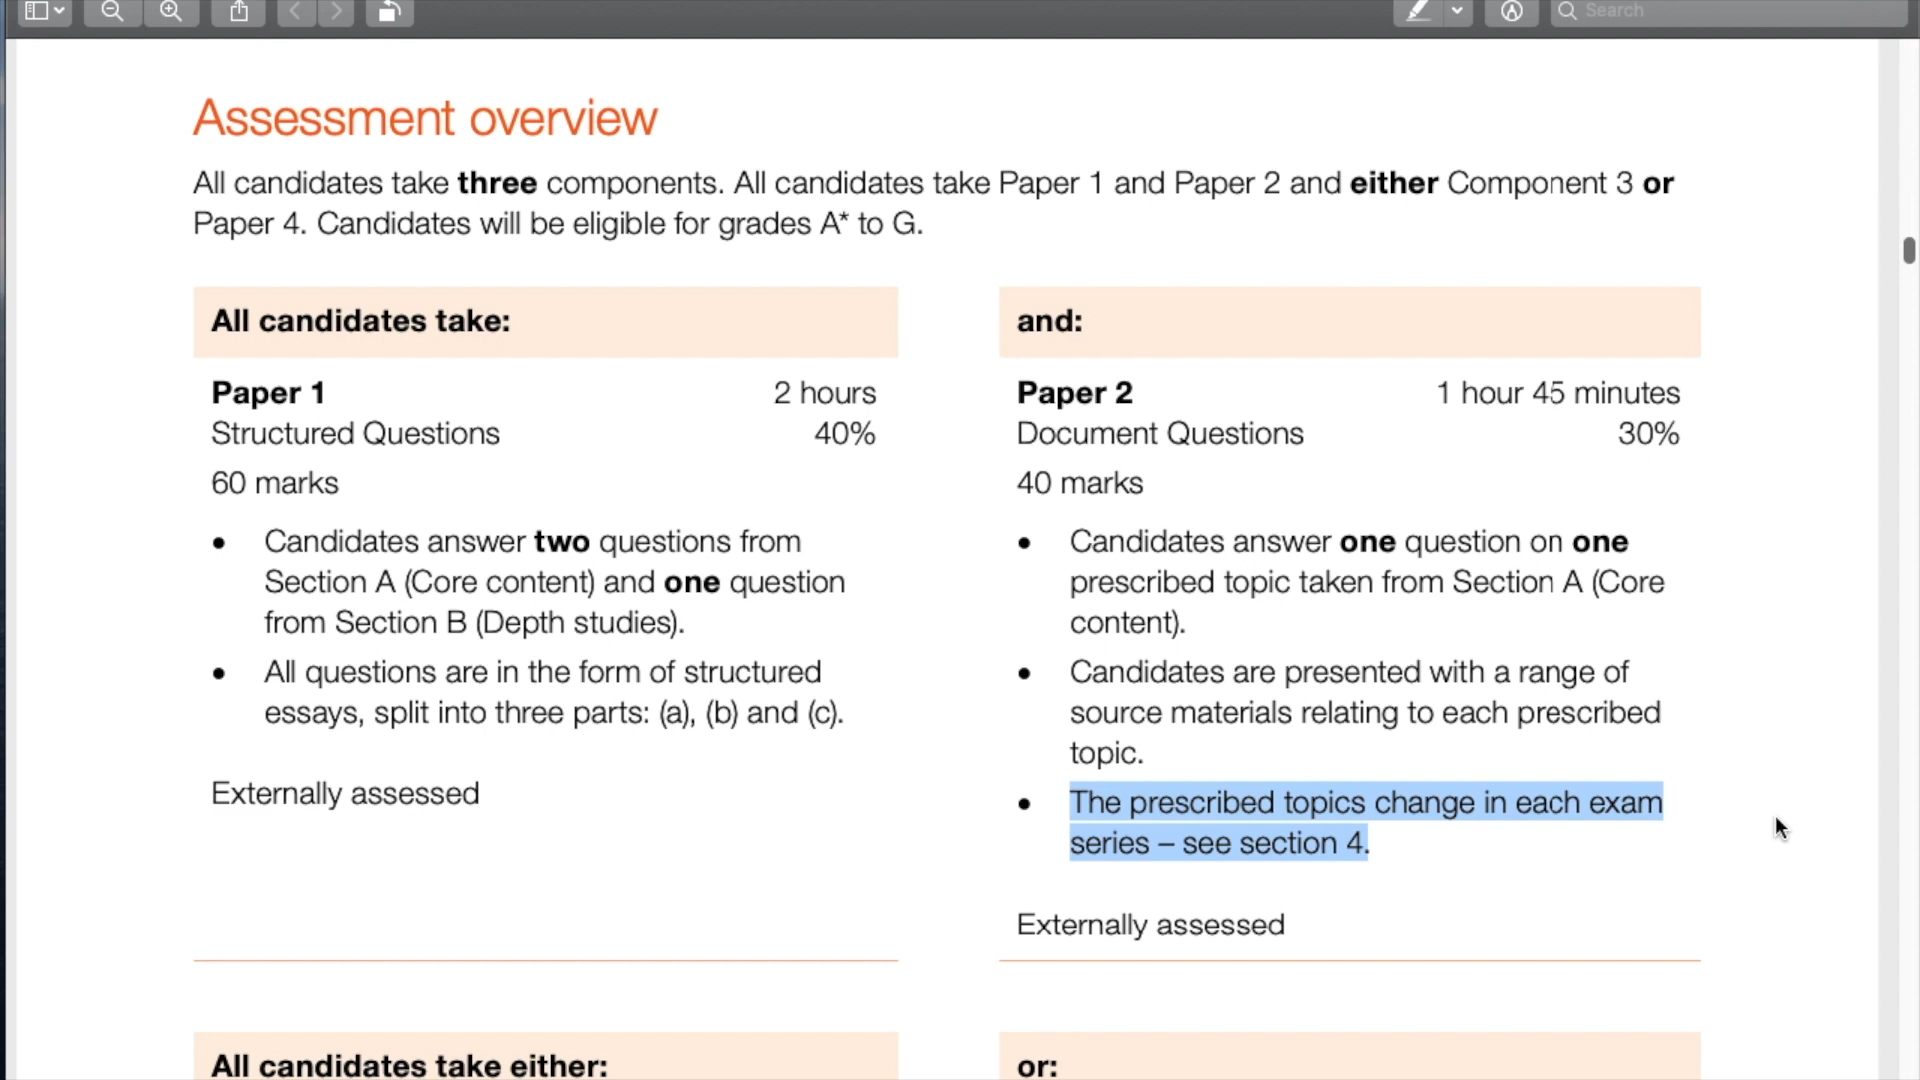 Search
Assessment overview
All candidates take three components. All candidates take Paper 1 and Paper 2 and either Component 3 or
Paper 4. Candidates will be eligible for grades A* to G.
All candidates take:
Paper 1 2 hours
Structured Questions 40%
60 marks
• Candidates answer two questions from
Section A (Core content) and one question
from Section B (Depth studies).
• All questions are in the form of structured
essays, split into three parts: (a), (b) and (c).
Externally assessed
and:
Paper 2 1 hour 45 minutes
Document Questions 30%
40 marks
• Candidates answer one question on one
prescribed topic taken from Section A (Core
content).
• Candidates are presented with a range of
source materials relating to each prescribed
topic.
• The prescribed topics change in each exam
series – see section 4.
Externally assessed
All candidates take either:
or: